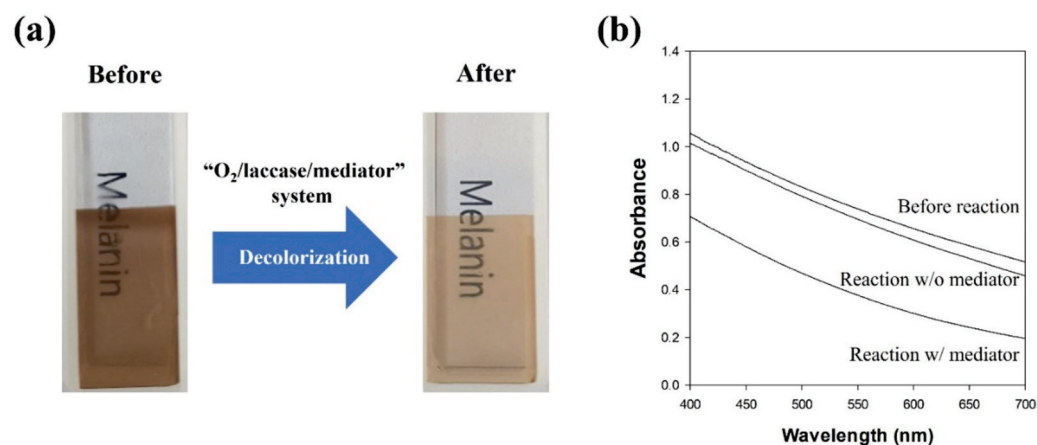 (a)
Before
After
Melanin
“O₂/laccase/mediator”
system
Decolorization
Melanin
(b)
1.4
1.2
1.0
0.8
0.6
0.4
0.2
0.0
Absorbance
Before reaction
Reaction w/o mediator
Reaction w/ mediator
400
450
500
550
600
650
700
Wavelength (nm)